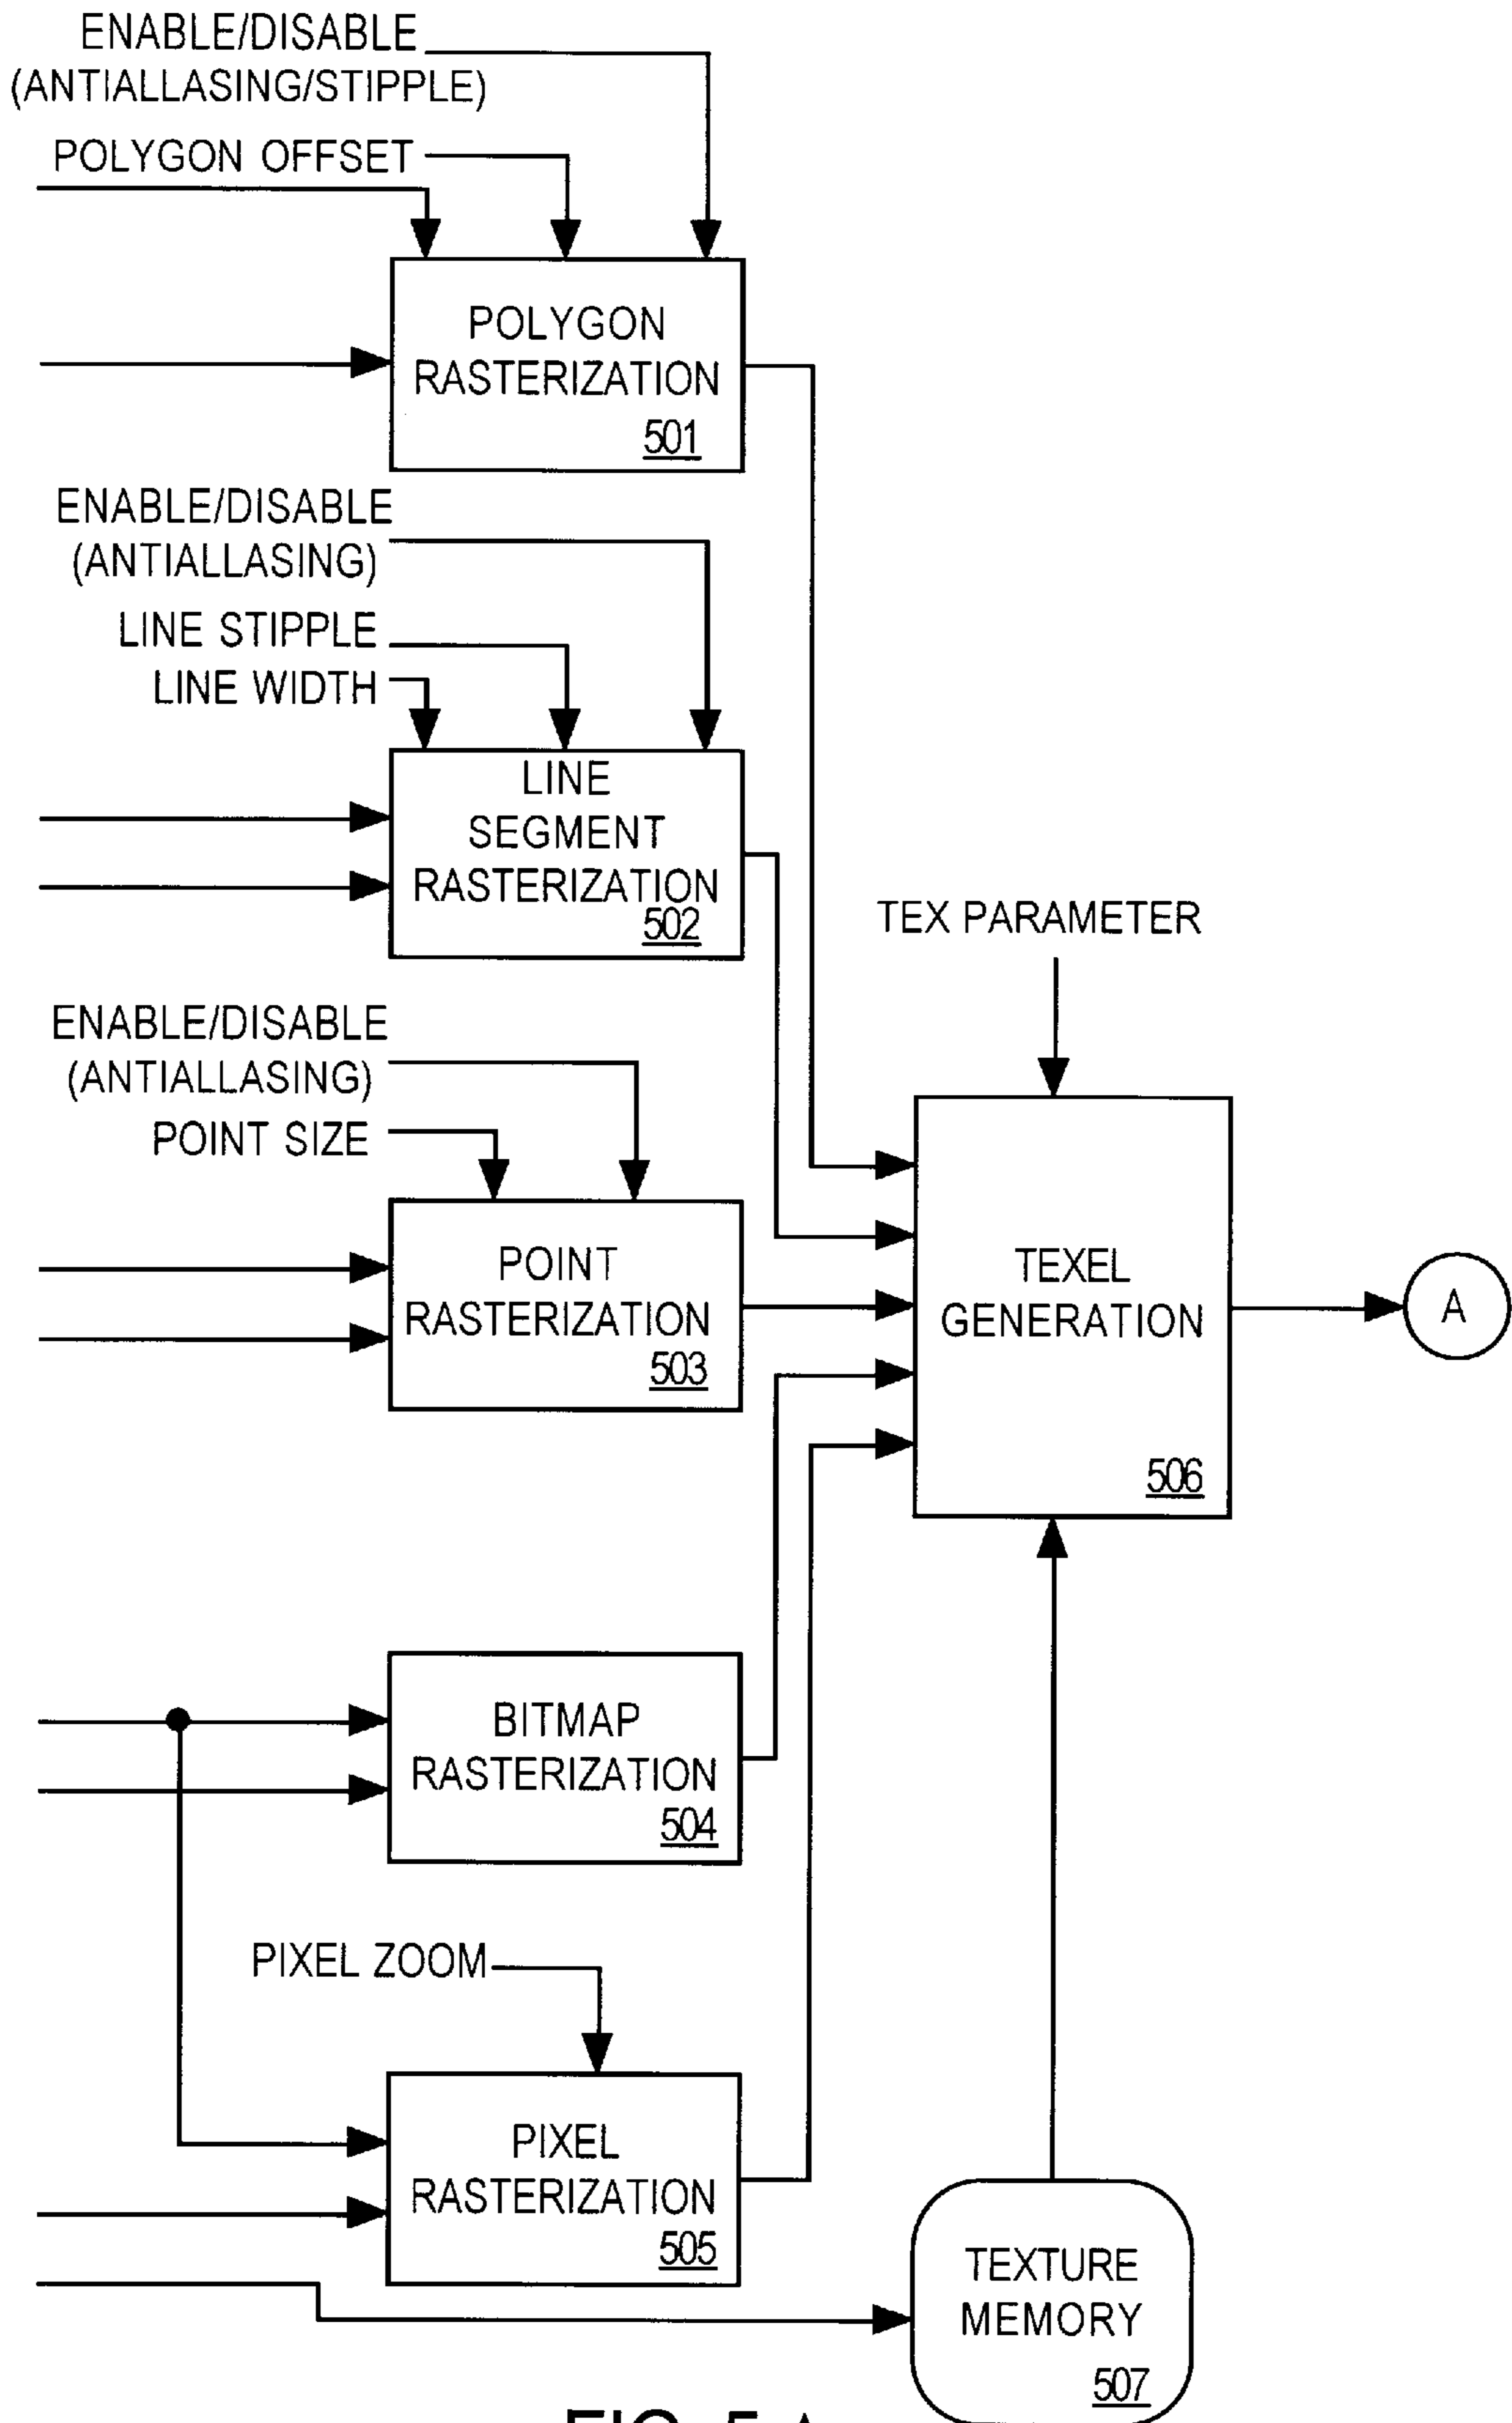 ENABLE/DISABLE
(ANTIALLASING/STIPPLE)
POLYGON OFFSET
POLYGON
RASTERIZATION
501
ENABLE/DISABLE
(ANTIALLASING)
LINE STIPPLE
LINE WIDTH
LINE
SEGMENT
RASTERIZATION
502
TEX PARAMETER
ENABLE/DISABLE
(ANTIALLASING)
POINT SIZE
POINT
RASTERIZATION
503
TEXEL
GENERATION
506
A
BITMAP
RASTERIZATION
504
PIXEL ZOOM
PIXEL
RASTERIZATION
505
TEXTURE
MEMORY
507